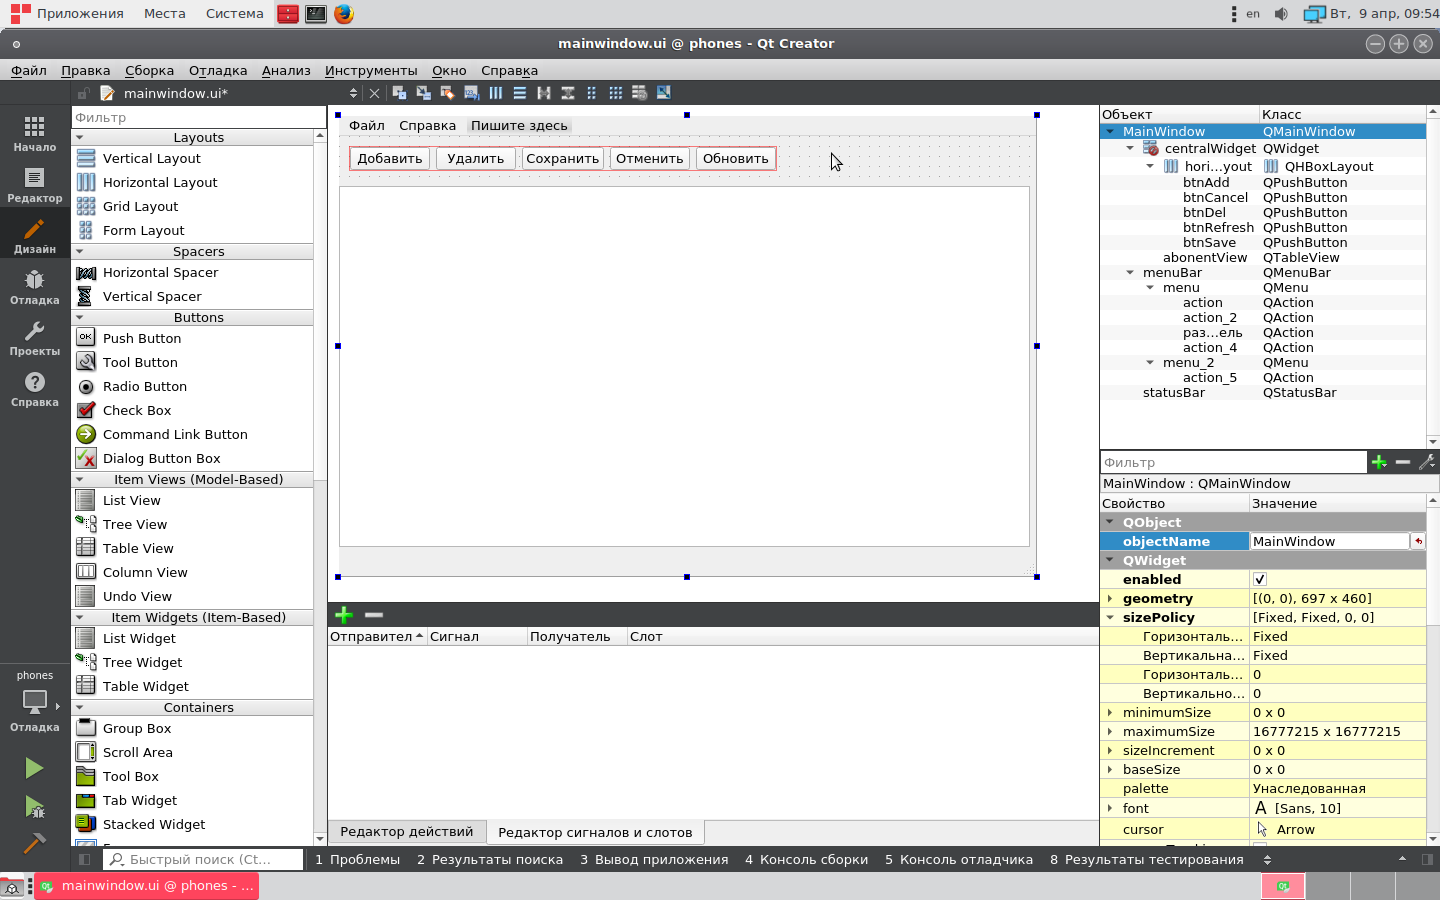 Приложения Места Система en Вт, 9 апр, 09:54
mainwindow.ui @ phones - Qt Creator
Файл Правка Сборка Отладка Анализ Инструменты Окно Справка
mainwindow.ui*
Начало
Редактор
Дизайн
Отладка
Проекты
Справка
phones
Отладка
Фильтр
Layouts
Vertical Layout
Horizontal Layout
Grid Layout
Form Layout
Spacers
Horizontal Spacer
Vertical Spacer
Buttons
OK
Push Button
Tool Button
Radio Button
Check Box
Command Link Button
Dialog Button Box
Item Views (Model-Based)
List View
Tree View
Table View
Column View
Undo View
Item Widgets (Item-Based)
List Widget
Tree Widget
Table Widget
Containers
Group Box
Scroll Area
Tool Box
Tab Widget
Stacked Widget
Файл Справка Пишите здесь
Добавить Удалить Сохранить Отменить Обновить
Отправител Сигнал Получатель Слот
Редактор действий Редактор сигналов и слотов
Объект Класс
MainWindow QMainWindow
centralWidget QWidget
hori...yout QHBoxLayout
btnAdd QPushButton
btnCancel QPushButton
btnDel QPushButton
btnRefresh QPushButton
btnSave QPushButton
abonentView QTableView
menuBar QMenuBar
menu QMenu
action QAction
action_2 QAction
раз...ель QAction
action_4 QAction
menu_2 QMenu
action_5 QAction
statusBar QStatusBar
Фильтр
MainWindow : QMainWindow
Свойство Значение
QObject
objectName MainWindow
QWidget
enabled
geometry [(0, 0), 697 x 460]
sizePolicy [Fixed, Fixed, 0, 0]
Горизонталь... Fixed
Вертикальна... Fixed
Горизонталь... 0
Вертикально... 0
minimumSize 0 x 0
maximumSize 16777215 x 16777215
sizeIncrement 0 x 0
baseSize 0 x 0
palette Унаследованная
font A [Sans, 10]
cursor Arrow
Быстрый поиск (Ct... 1 Проблемы 2 Результаты поиска 3 Вывод приложения 4 Консоль сборки 5 Консоль отладчика 8 Результаты тестирования
mainwindow.ui @ phones - ...